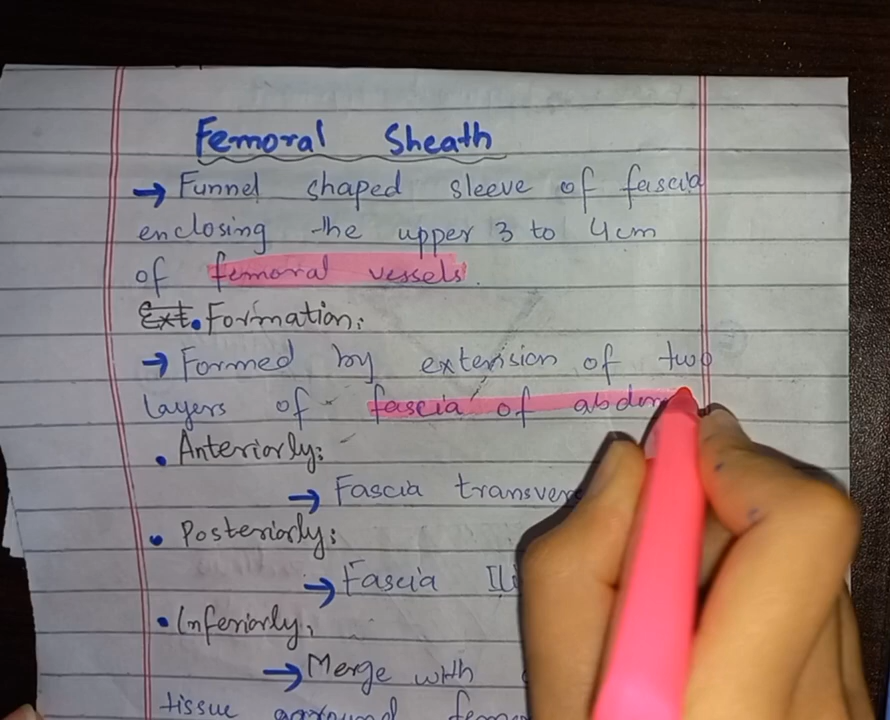 Femoral Sheath
→ Funnel shaped sleeve of fascia
enclosing the upper 3 to 4cm
of femoral vessels.
Ext. Formation:
→ Formed by extension of two
layers of fascia of
• Anteriorly:
→ Fascia
• Posteriorly:
→ Fascia
• Inferiorly:
→ Merge with
tissue around